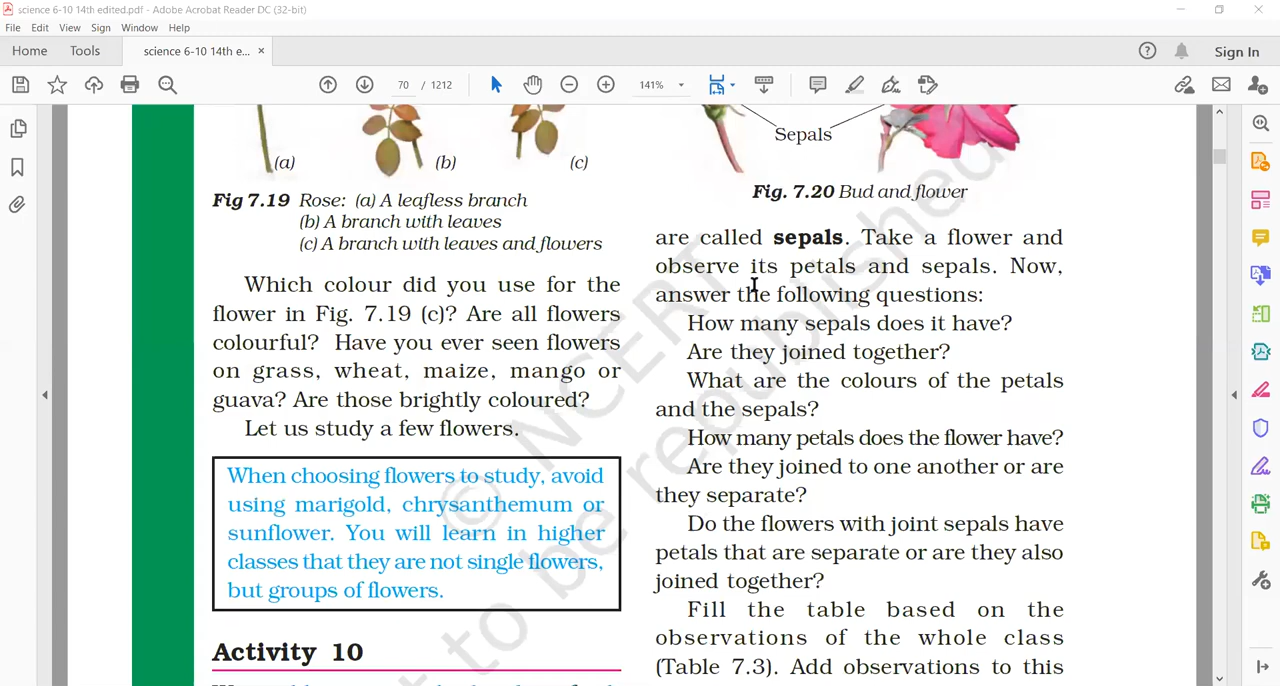 science 6-10 14th edited.pdf - Adobe Acrobat Reader DC (32-bit)
File Edit View Sign Window Help
Home Tools science 6-10 14th e... × Sign In
70 / 1212 141%
(a) (b) (c)
Fig 7.19 Rose: (a) A leafless branch
(b) A branch with leaves
(c) A branch with leaves and flowers
Which colour did you use for the
flower in Fig. 7.19 (c)? Are all flowers
colourful? Have you ever seen flowers
on grass, wheat, maize, mango or
guava? Are those brightly coloured?
Let us study a few flowers.
When choosing flowers to study, avoid
using marigold, chrysanthemum or
sunflower. You will learn in higher
classes that they are not single flowers,
but groups of flowers.
Activity 10
Sepals
Fig. 7.20 Bud and flower
are called sepals. Take a flower and
observe its petals and sepals. Now,
answer the following questions:
How many sepals does it have?
Are they joined together?
What are the colours of the petals
and the sepals?
How many petals does the flower have?
Are they joined to one another or are
they separate?
Do the flowers with joint sepals have
petals that are separate or are they also
joined together?
Fill the table based on the
observations of the whole class
(Table 7.3). Add observations to this
© NCERT
not to be republished